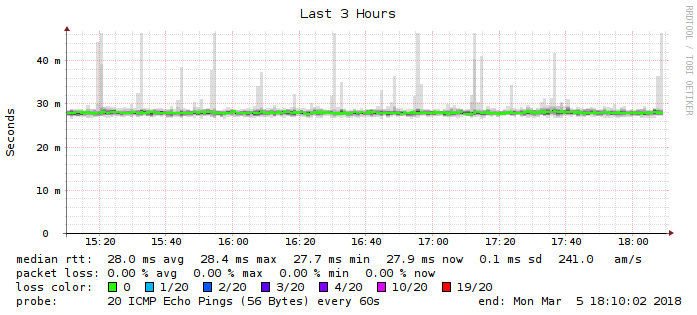 Last 3 Hours
RRDTOOL / TOBI OETIKER
Seconds
40 m
30 m
20 m
10 m
0
15:20 15:40 16:00 16:20 16:40 17:00 17:20 17:40 18:00
median rtt: 28.0 ms avg 28.4 ms max 27.7 ms min 27.9 ms now 0.1 ms sd 241.0 am/s
packet loss: 0.00 % avg 0.00 % max 0.00 % min 0.00 % now
loss color: 0 1/20 2/20 3/20 4/20 10/20 19/20
probe: 20 ICMP Echo Pings (56 Bytes) every 60s end: Mon Mar 5 18:10:02 2018